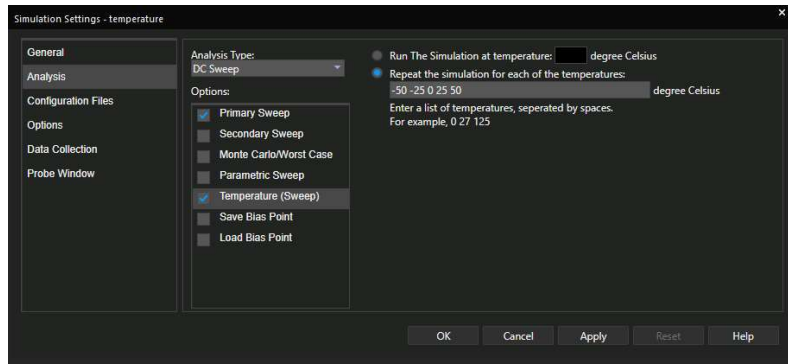 Simulation Settings - temperature
×
General
Analysis
Configuration Files
Options
Data Collection
Probe Window
Analysis Type:
DC Sweep
Options:
Primary Sweep
Secondary Sweep
Monte Carlo/Worst Case
Parametric Sweep
Temperature (Sweep)
Save Bias Point
Load Bias Point
Run The Simulation at temperature: degree Celsius
Repeat the simulation for each of the temperatures:
-50 -25 0 25 50 degree Celsius
Enter a list of temperatures, seperated by spaces.
For example, 0 27 125
OK Cancel Apply Reset Help